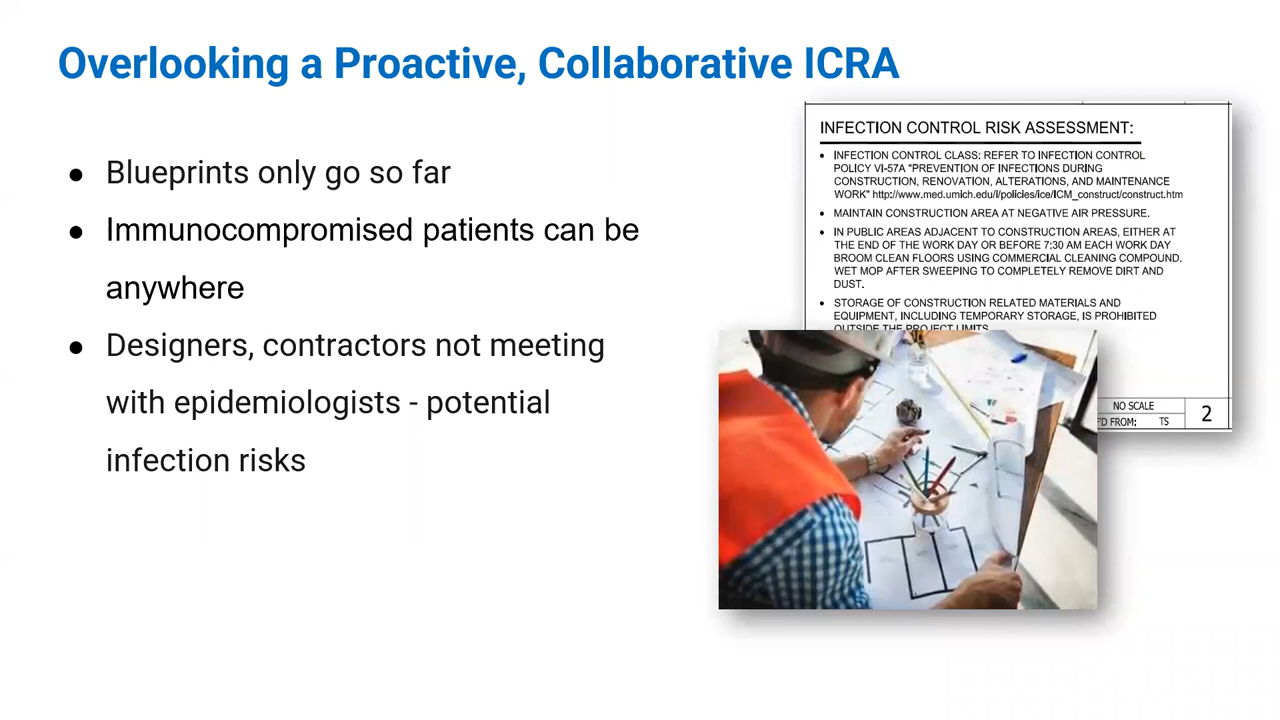 Overlooking a Proactive, Collaborative ICRA
● Blueprints only go so far
● Immunocompromised patients can be
anywhere
● Designers, contractors not meeting
with epidemiologists - potential
infection risks
INFECTION CONTROL RISK ASSESSMENT:
• INFECTION CONTROL CLASS: REFER TO INFECTION CONTROL
POLICY VI-57A "PREVENTION OF INFECTIONS DURING
CONSTRUCTION, RENOVATION, ALTERATIONS, AND MAINTENANCE
WORK" http://www.med.umich.edu/i/policies/ice/ICM_construct/construct.htm
• MAINTAIN CONSTRUCTION AREA AT NEGATIVE AIR PRESSURE.
• IN PUBLIC AREAS ADJACENT TO CONSTRUCTION AREAS, EITHER AT
THE END OF THE WORK DAY OR BEFORE 7:30 AM EACH WORK DAY
BROOM CLEAN FLOORS USING COMMERCIAL CLEANING COMPOUND.
WET MOP AFTER SWEEPING TO COMPLETELY REMOVE DIRT AND
DUST.
• STORAGE OF CONSTRUCTION RELATED MATERIALS AND
EQUIPMENT, INCLUDING TEMPORARY STORAGE, IS PROHIBITED
OUTSIDE THE PROJECT LIMITS
NO SCALE
'D FROM: TS
2